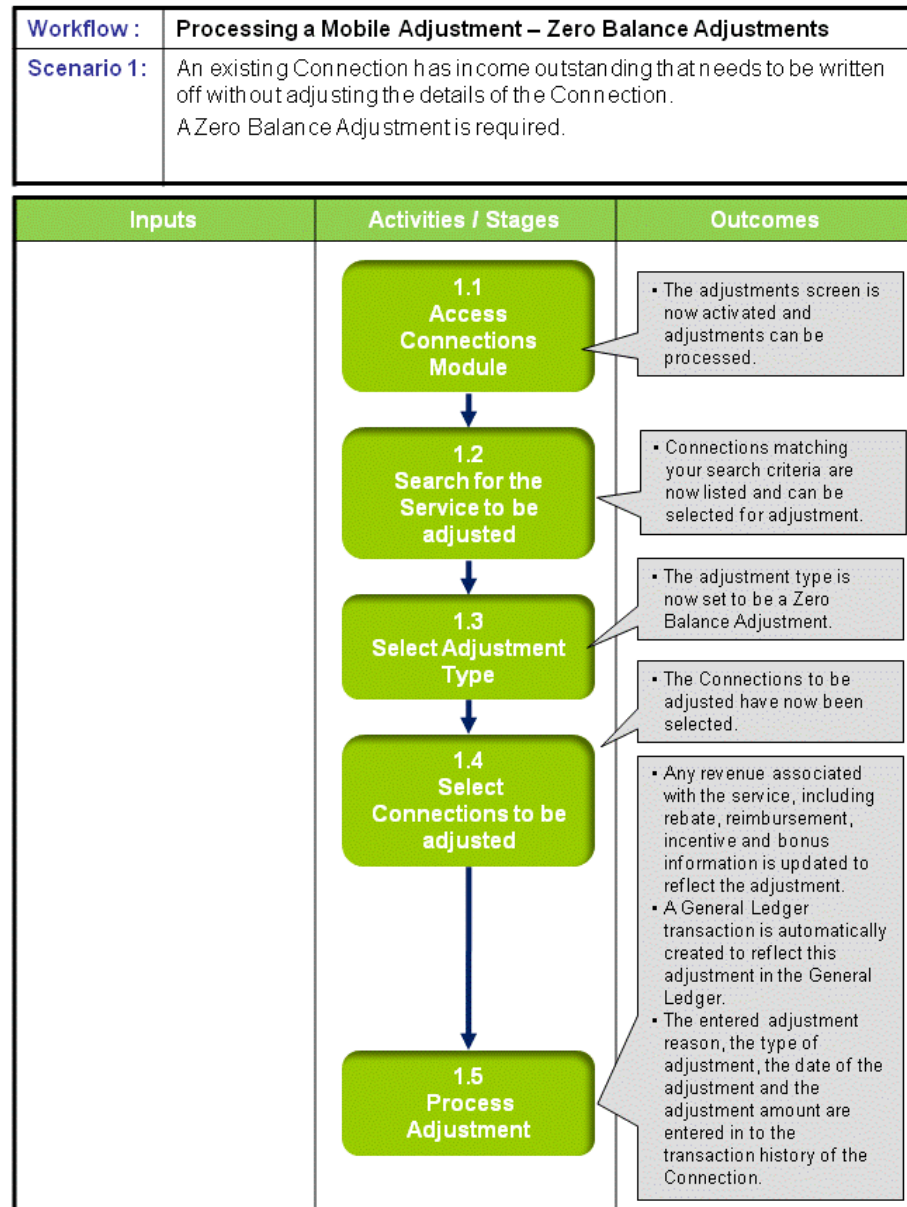 Workflow :
Processing a Mobile Adjustment – Zero Balance Adjustments
Scenario 1:
An existing Connection has income outstanding that needs to be written
off without adjusting the details of the Connection.
A Zero Balance Adjustment is required.
Inputs
Activities / Stages
Outcomes
1.1
Access
Connections
Module
▪ The adjustments screen is
now activated and
adjustments can be
processed.
1.2
Search for the
Service to be
adjusted
▪ Connections matching
your search criteria are
now listed and can be
selected for adjustment.
1.3
Select Adjustment
Type
▪ The adjustment type is
now set to be a Zero
Balance Adjustment.
1.4
Select
Connections to be
adjusted
▪ The Connections to be
adjusted have now been
selected.
1.5
Process
Adjustment
▪ Any revenue associated
with the service, including
rebate, reimbursement,
incentive and bonus
information is updated to
reflect the adjustment.
▪ A General Ledger
transaction is automatically
created to reflect this
adjustment in the General
Ledger.
▪ The entered adjustment
reason, the type of
adjustment, the date of the
adjustment and the
adjustment amount are
entered in to the
transaction history of the
Connection.